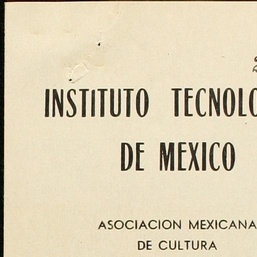 INSTITUTO TECNOLO
DE MEXICO
ASOCIACION MEXICANA
DE CULTURA